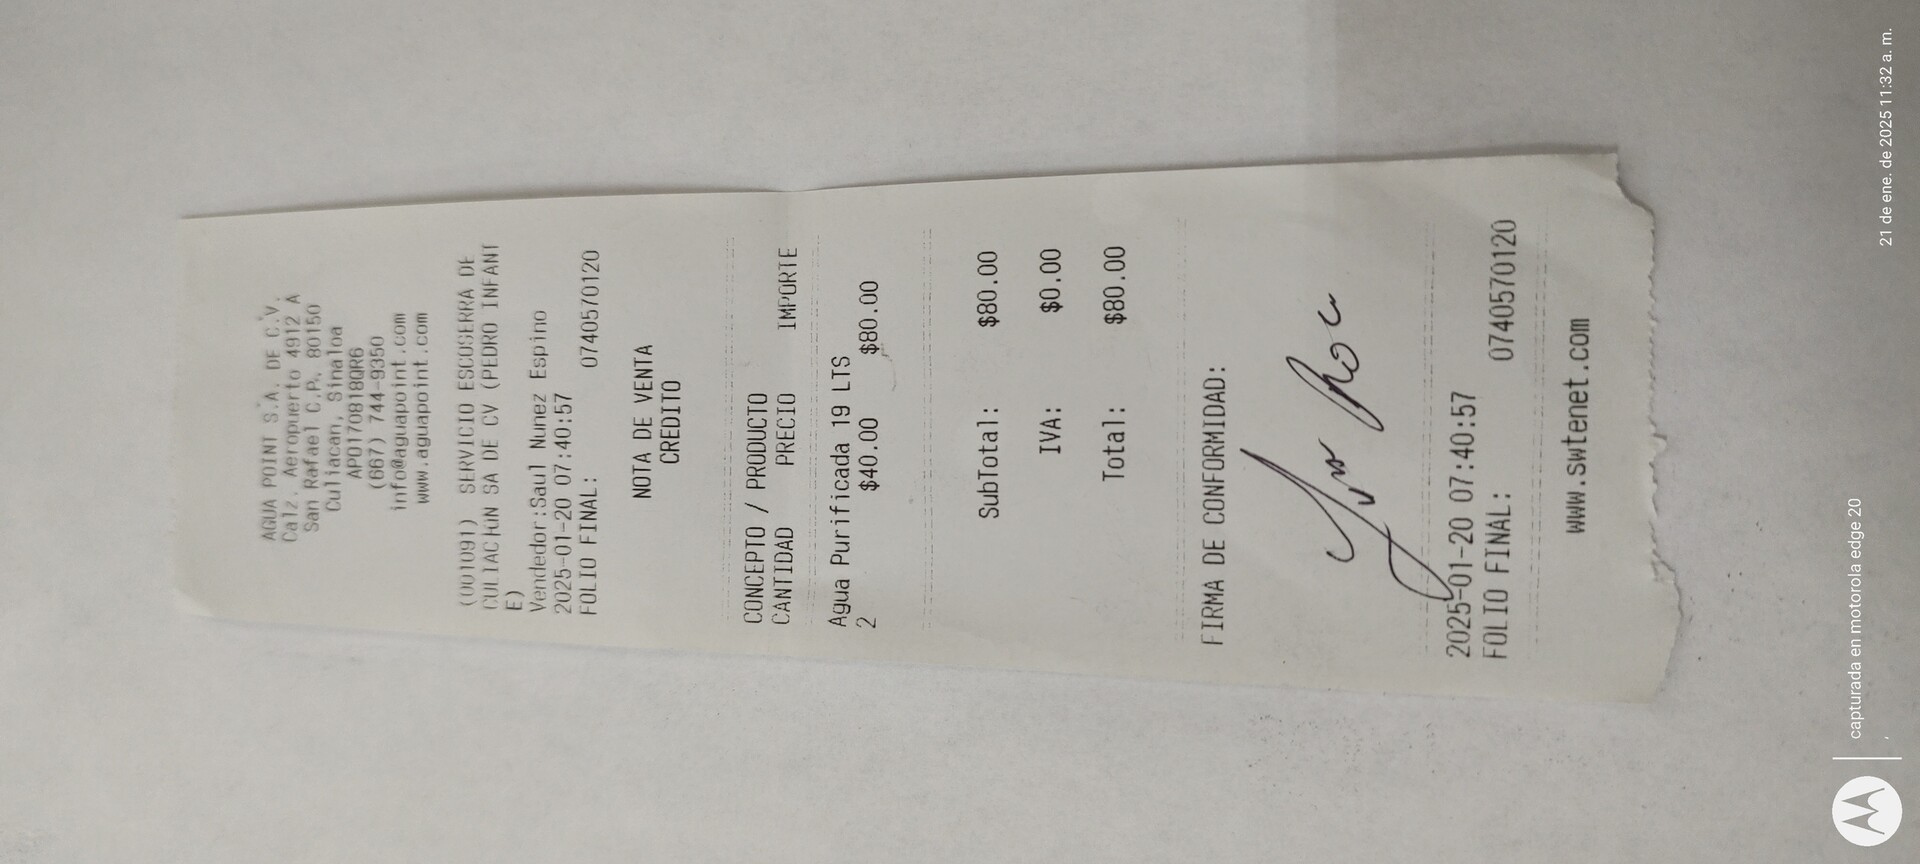 AGUA POINT S.A. DE C.V.
Calz. Aeropuerto 4912 A
San Rafael C.P. 80150
Culiacan, Sinaloa
APO170818QR6
(667) 744-9350
info@aguapoint.com
www.aguapoint.com
(001091) SERVICIO ESCOSERRA DE
CULIACHIN SA DE CV (PEDRO INFANT
E)
Vendedor:Saul Nunez Espino
2025-01-20 07:40:57
FOLIO FINAL: 0740570120
NOTA DE VENTA
CREDITO
CONCEPTO / PRODUCTO
CANTIDAD PRECIO IMPORTE
Agua Purificada 19 LTS
2 $40.00 $80.00
SubTotal: $80.00
IVA: $0.00
Total: $80.00
FIRMA DE CONFORMIDAD:
2025-01-20 07:40:57
FOLIO FINAL: 0740570120
www.swtenet.com
capturada en motorola edge 20
21 de ene. de 2025 11:32 a. m.